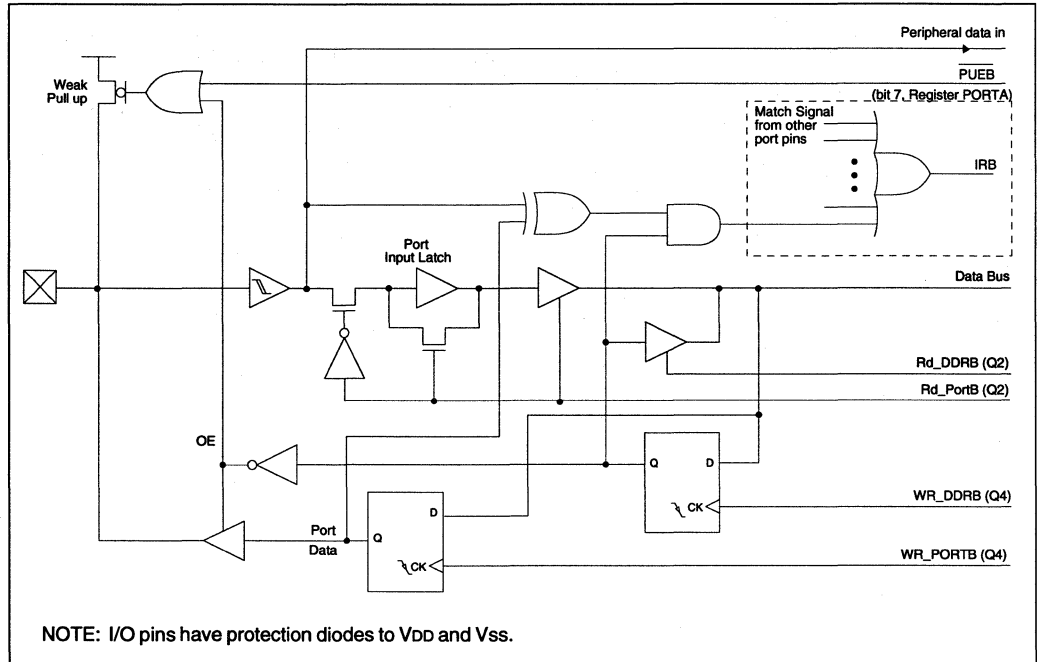 Peripheral data in
PUEB
(bit 7, Register PORTA)
Weak
Pull up
Match Signal
from other
port pins
IRB
Port
Input Latch
Data Bus
Rd_DDRB (Q2)
Rd_PortB (Q2)
OE
Q
D
CK
WR_DDRB (Q4)
Port
Data
Q
D
CK
WR_PORTB (Q4)
NOTE: I/O pins have protection diodes to VDD and VSS.